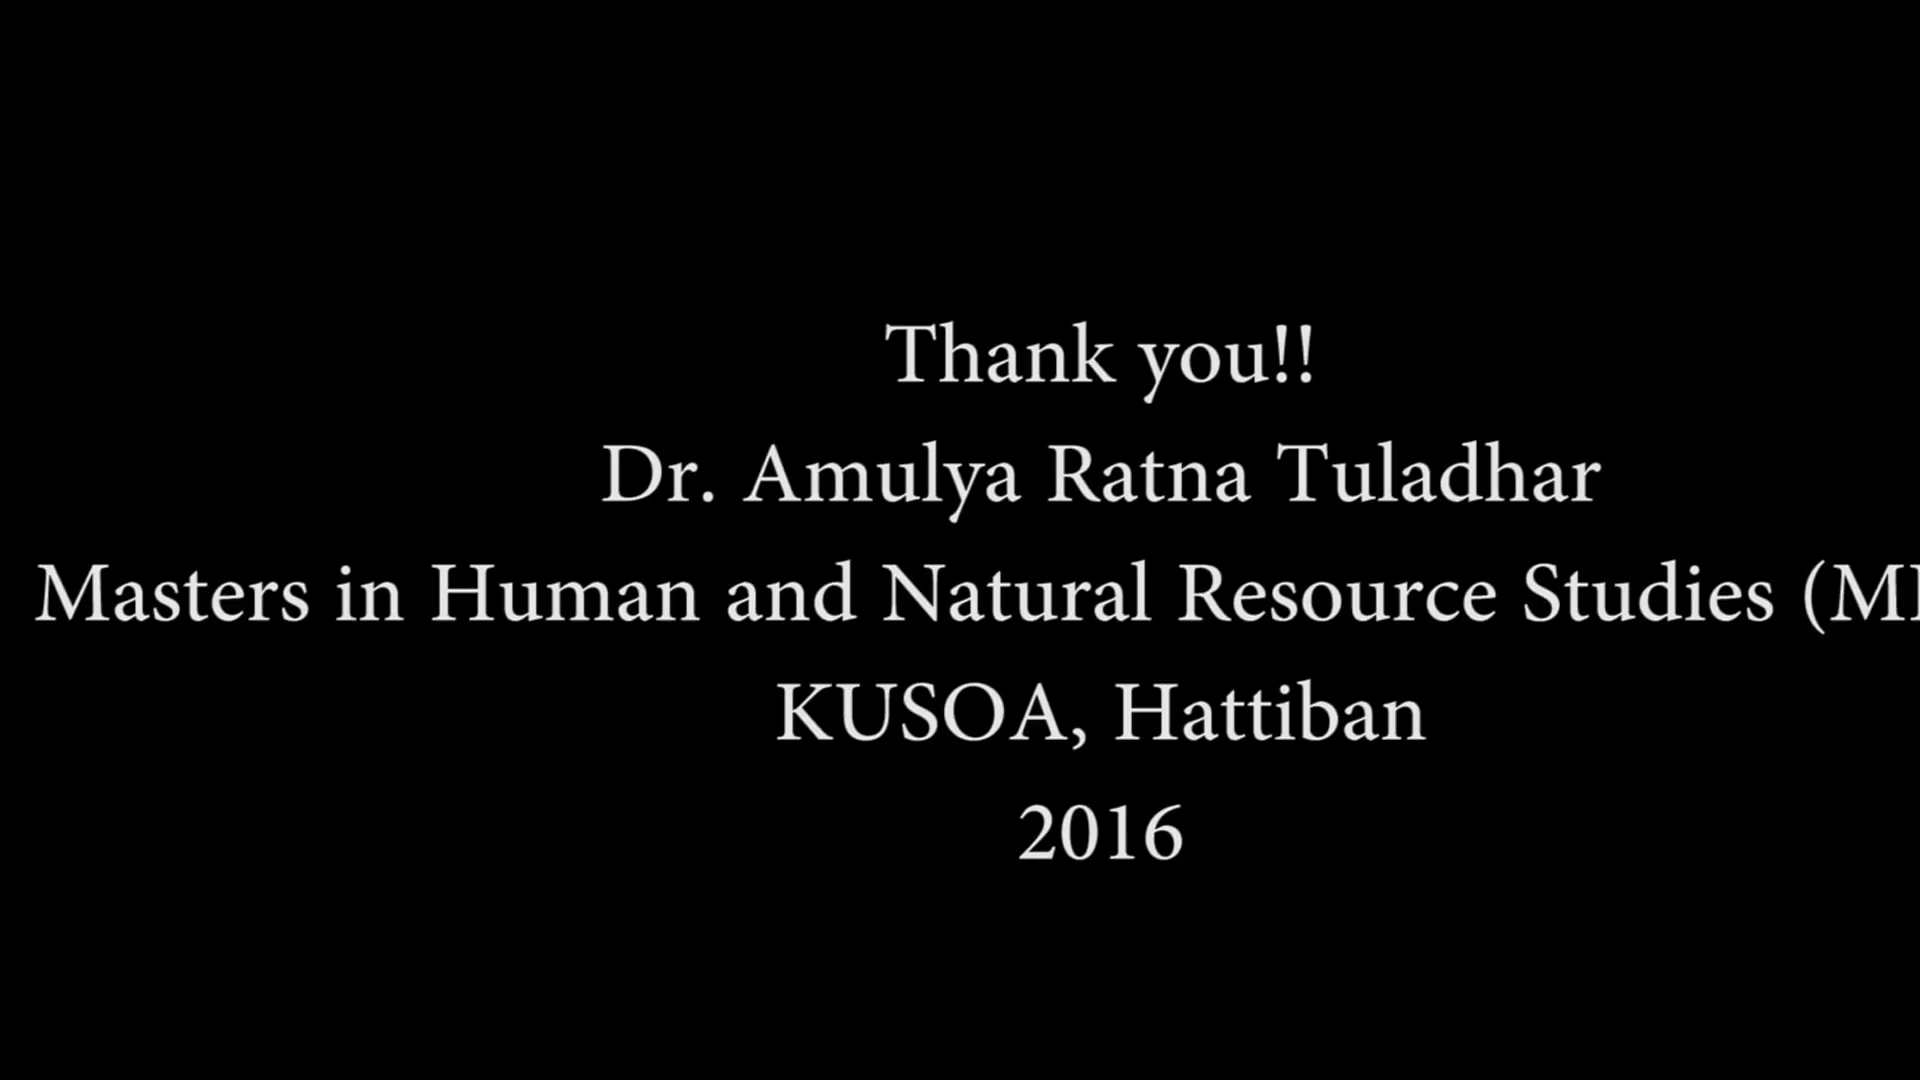 Thank you!!
Dr. Amulya Ratna Tuladhar
Masters in Human and Natural Resource Studies
KUSOA, Hattiban
2016